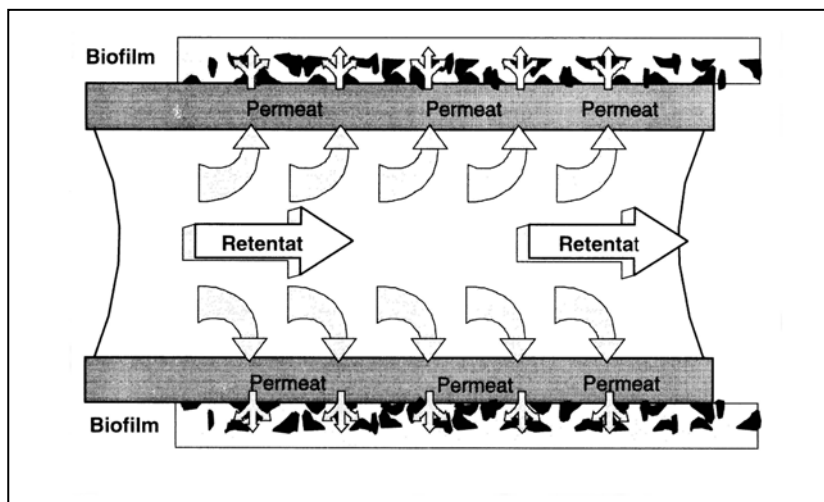 Biofilm
Permeat Permeat Permeat
Retentat Retentat
Permeat Permeat Permeat
Biofilm